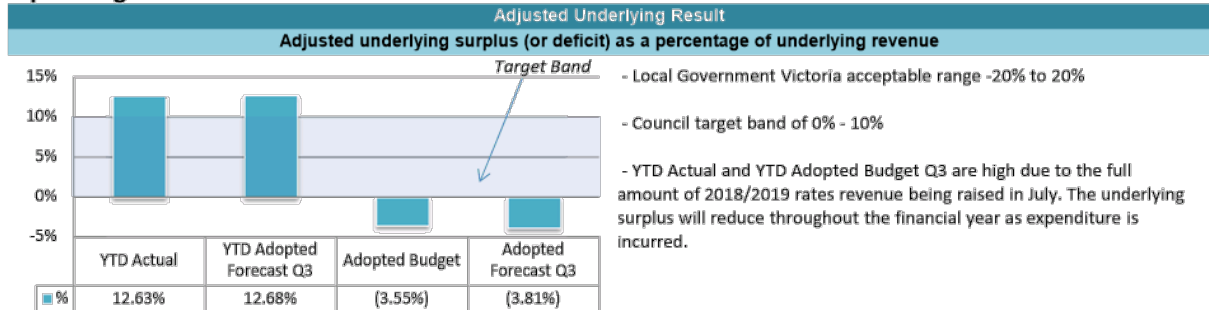 Adjusted Underlying Result
Adjusted underlying surplus (or deficit) as a percentage of underlying revenue
Target Band
15%
10%
5%
0%
-5%
YTD Actual
YTD Adopted
Forecast Q3
Adopted Budget
Adopted
Forecast Q3
% 12.63% 12.68% (3.55%) (3.81%)
- Local Government Victoria acceptable range -20% to 20%
- Council target band of 0% - 10%
- YTD Actual and YTD Adopted Budget Q3 are high due to the full
amount of 2018/2019 rates revenue being raised in July. The underlying
surplus will reduce throughout the financial year as expenditure is
incurred.